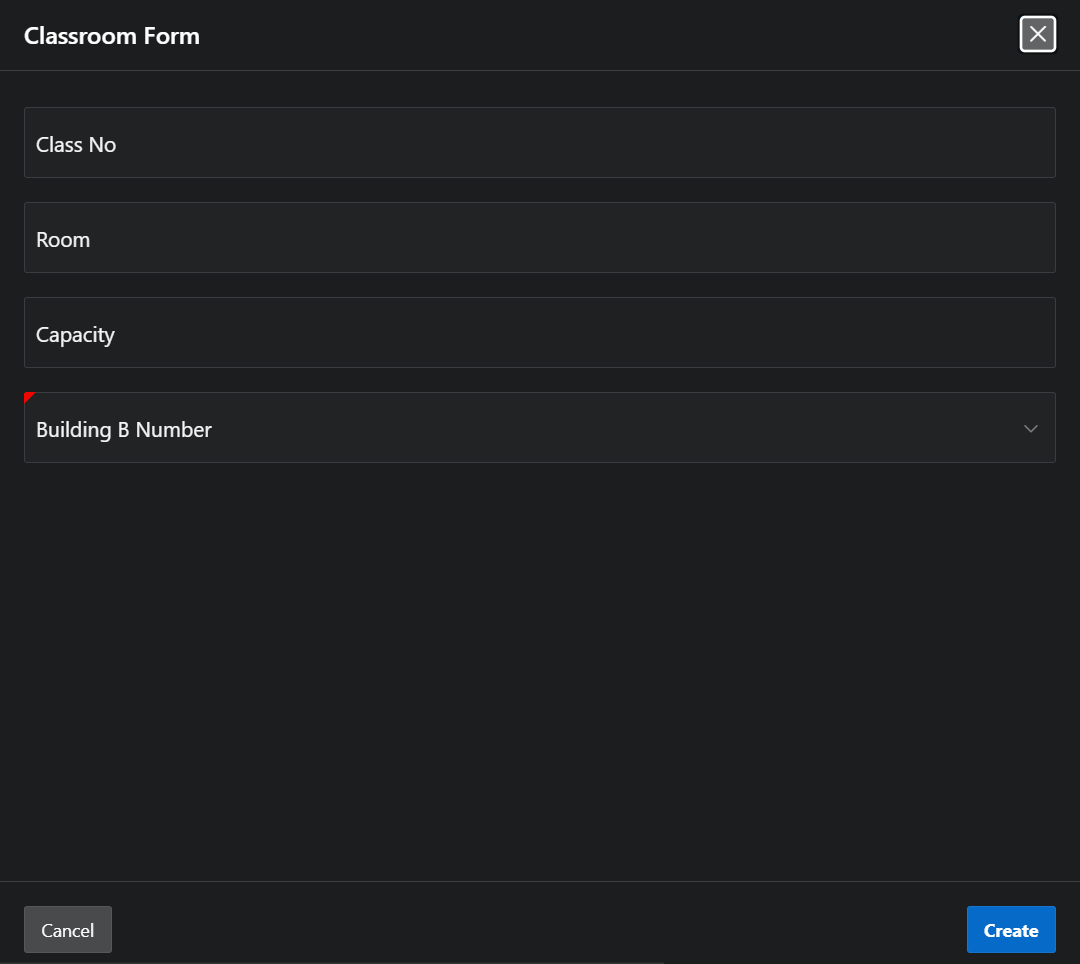 Classroom Form
Class No
Room
Capacity
Building B Number
Cancel
Create